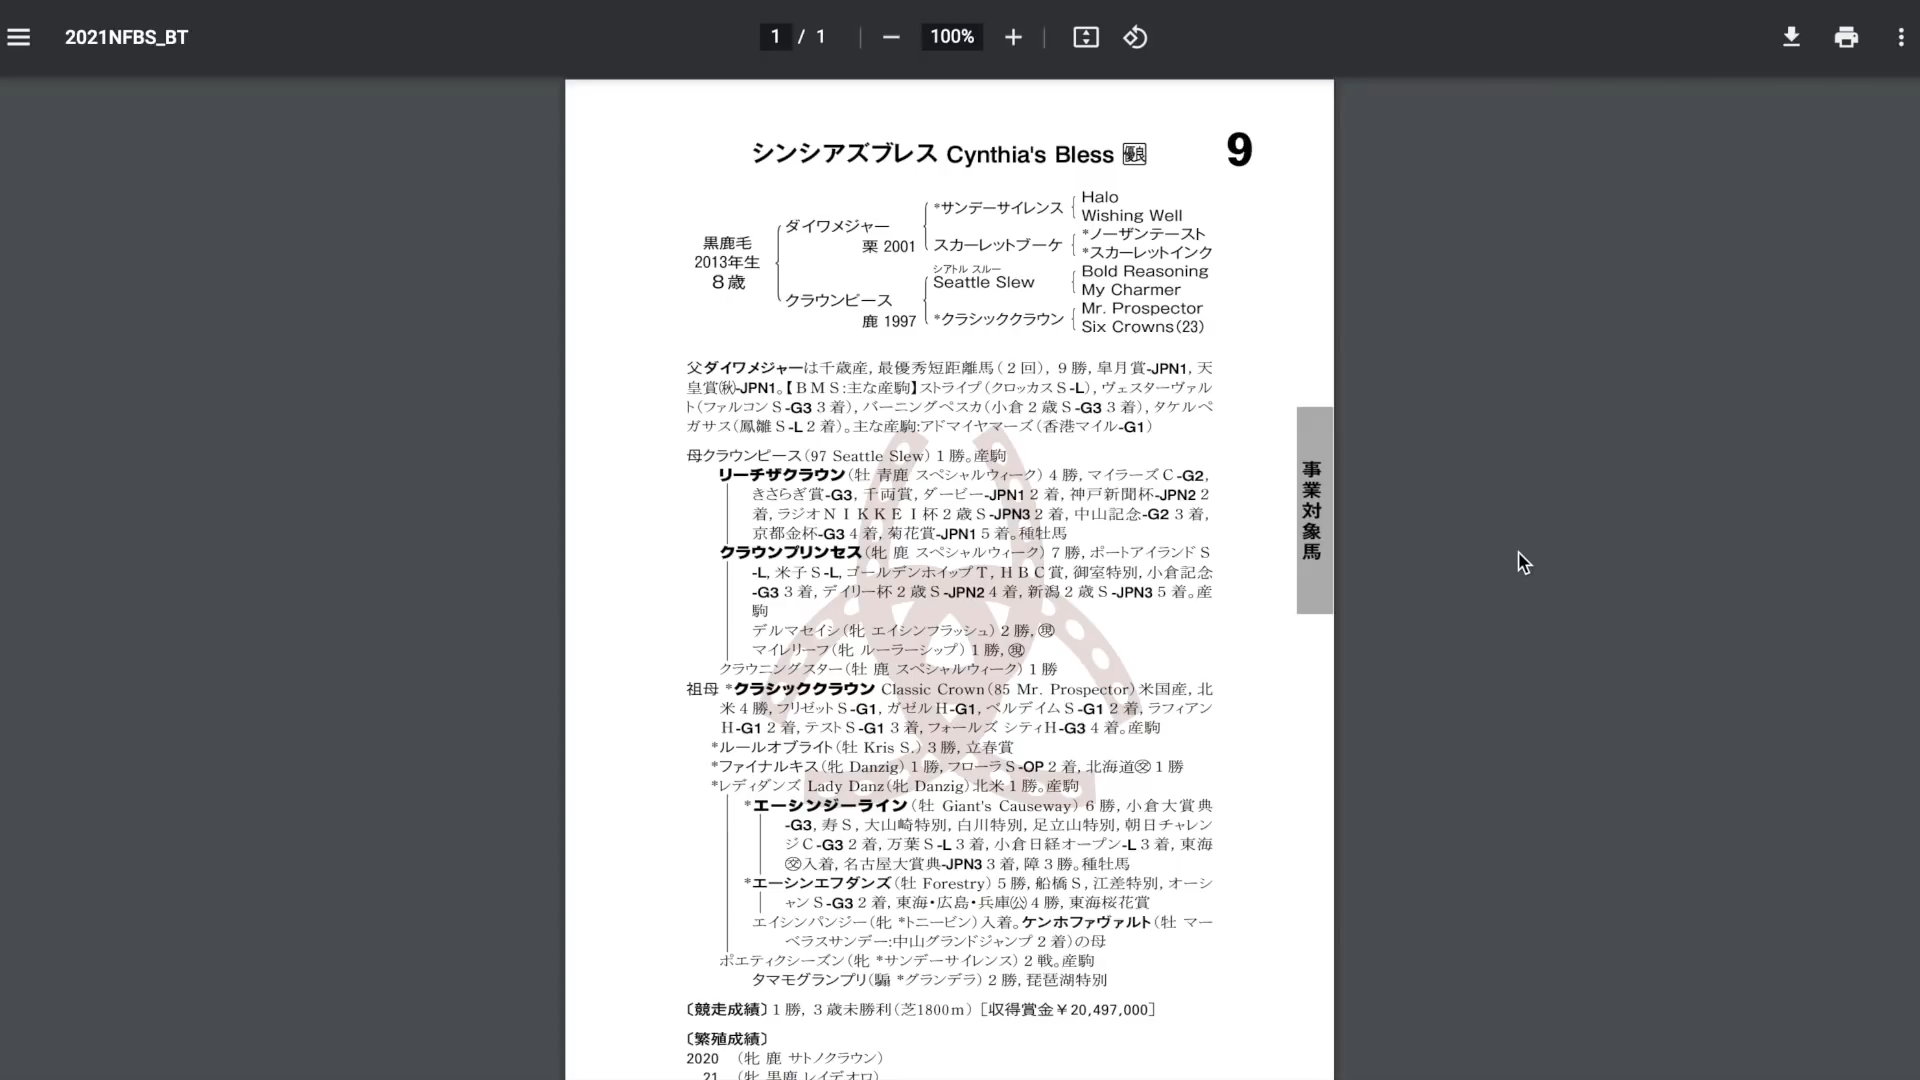 2021NFBS_BT
1 / 1
100%
シンシアズブレス Cynthia's Bless 優良
9
黒鹿毛
2013年生
8歳
ダイワメジャー
栗 2001
クラウンピース
鹿 1997
*サンデーサイレンス
スカーレットブーケ
シアトル スルー
Seattle Slew
*クラシッククラウン
Halo
Wishing Well
*ノーザンテースト
*スカーレットインク
Bold Reasoning
My Charmer
Mr. Prospector
Six Crowns(23)
父ダイワメジャーは千歳産, 最優秀短距離馬(2回), 9勝, 皐月賞-JPN1, 天
皇賞㊙-JPN1。【BMS:主な産駒】ストライプ(クロッカスS-L), ヴェスターヴァル
ト(ファルコンS-G3 3着), バーニングペスカ(小倉2歳S-G3 3着), タケルペ
ガサス(鳳雛S-L2着)。主な産駒:アドマイヤマーズ(香港マイル-G1)
母クラウンピース(97 Seattle Slew) 1勝。産駒
リーチザクラウン(牡 青鹿 スペシャルウィーク) 4勝, マイラーズC-G2,
きさらぎ賞-G3, 千両賞, ダービー-JPN1 2着, 神戸新聞杯-JPN2 2
着, ラジオNIKKEI杯2歳S-JPN3 2着, 中山記念-G2 3着,
京都金杯-G3 4着, 菊花賞-JPN1 5着。種牡馬
クラウンプリンセス(牝 鹿 スペシャルウィーク) 7勝, ポートアイランドS
-L, 米子S-L, ゴールデンホイップT, HBC賞, 御室特別, 小倉記念
-G3 3着, デイリー杯2歳S-JPN2 4着, 新潟2歳S-JPN3 5着。産
駒
デルマセイシ(牝 エイシンフラッシュ) 2勝, ㊝
マイレリーフ(牝 ルーラーシップ) 1勝, ㊝
クラウニングスター(牡 鹿 スペシャルウィーク) 1勝
祖母 *クラシッククラウン Classic Crown(85 Mr. Prospector)米国産, 北
米4勝, フリゼットS-G1, ガゼルH-G1, ベルデイムS-G1 2着, ラフィアン
H-G1 2着, テストS-G1 3着, フォールズ シティH-G3 4着。産駒
*ルールオブライト(牡 Kris S.) 3勝, 立春賞
*ファイナルキス(牝 Danzig) 1勝, フローラS-OP 2着, 北海道㊋ 1勝
*レディダンズ Lady Danz(牝 Danzig)北米1勝。産駒
*エーシンジーライン(牡 Giant's Causeway) 6勝, 小倉大賞典
-G3, 寿S, 大山崎特別, 白川特別, 足立山特別, 朝日チャレン
ジC-G3 2着, 万葉S-L3着, 小倉日経オープン-L3着, 東海
入着, 名古屋大賞典-JPN3 3着, 障3勝。種牡馬
*エーシンエフダンズ(牡 Forestry) 5勝, 船橋S, 江差特別, オーシ
ャンS-G3 2着, 東海・広島・兵庫 4勝, 東海桜花賞
エイシンパンジー(牝 *トニービン)入着。ケンホファヴァルト(牡 マー
ベラスサンデー:中山グランドジャンプ2着)の母
ポエティクシーズン(牝 *サンデーサイレンス) 2戦。産駒
タマモグランプリ(騸 *グランデラ) 2勝, 琵琶湖特別
〔競走成績〕1勝, 3歳未勝利(芝1800m) [収得賞金¥20,497,000]
〔繁殖成績〕
2020 (牝 鹿 サトノクラウン)
21 (牝 黒鹿 レイデオロ)
事業対象馬